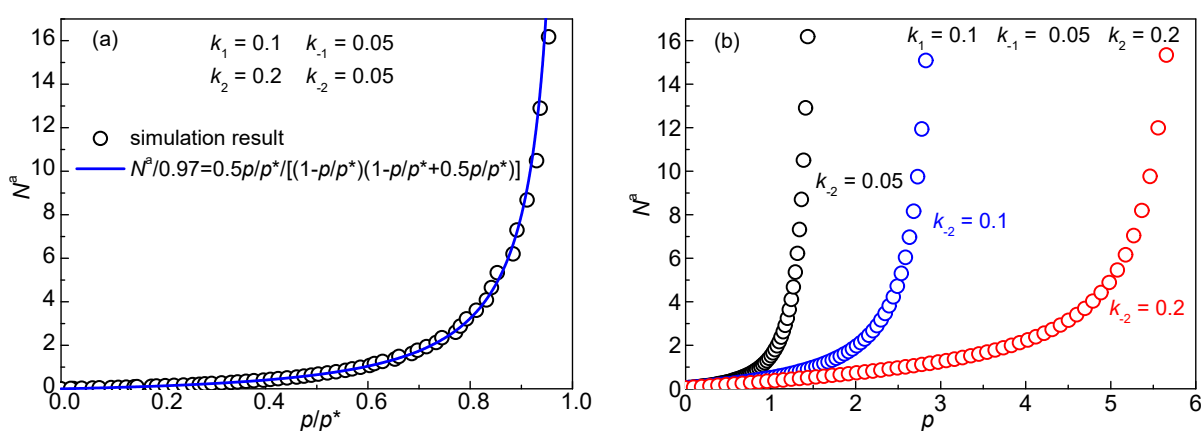 (a)
k1 = 0.1 k-1 = 0.05
k2 = 0.2 k-2 = 0.05
simulation result
Na/0.97=0.5p/p*/[(1-p/p*)(1-p/p*+0.5p/p*)]
Na
16
14
12
10
8
6
4
2
0
0.0 0.2 0.4 0.6 0.8 1.0
p/p*
(b)
k1 = 0.1 k-1 = 0.05 k2 = 0.2
k-2 = 0.05
k-2 = 0.1
k-2 = 0.2
Na
16
14
12
10
8
6
4
2
0
0 1 2 3 4 5 6
p